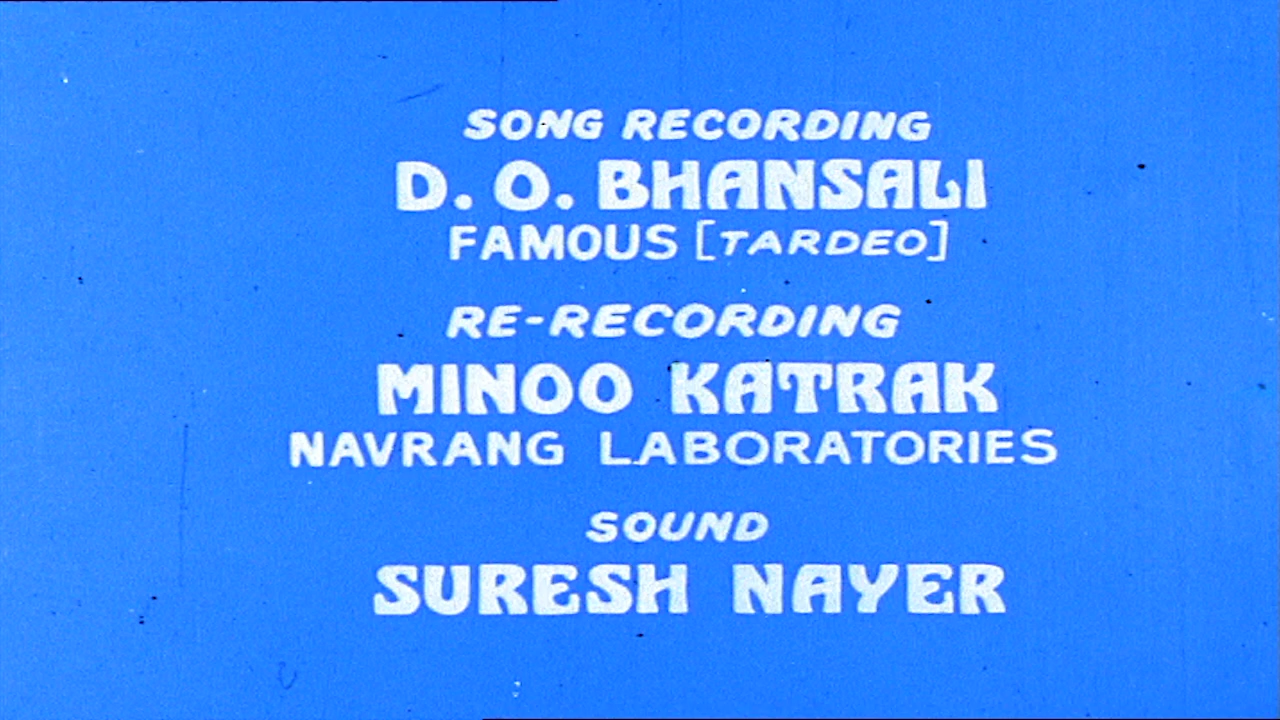 SONG RECORDING
D. O. BHANSALI
FAMOUS [TARDEO]
RE-RECORDING
MINOO KATRAK
NAVRANG LABORATORIES
SOUND
SURESH NAYER